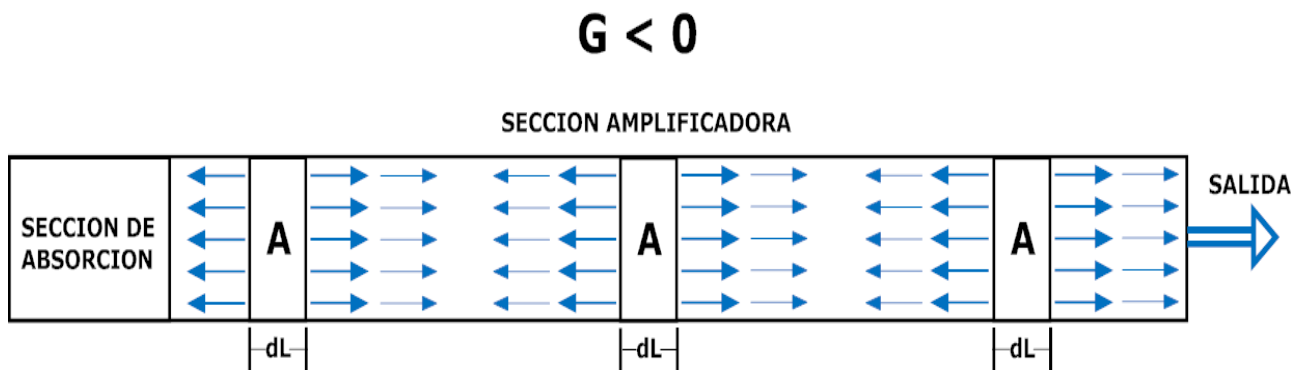 G < 0
SECCION AMPLIFICADORA
SECCION DE
ABSORCION
A
A
A
SALIDA
dL
dL
dL